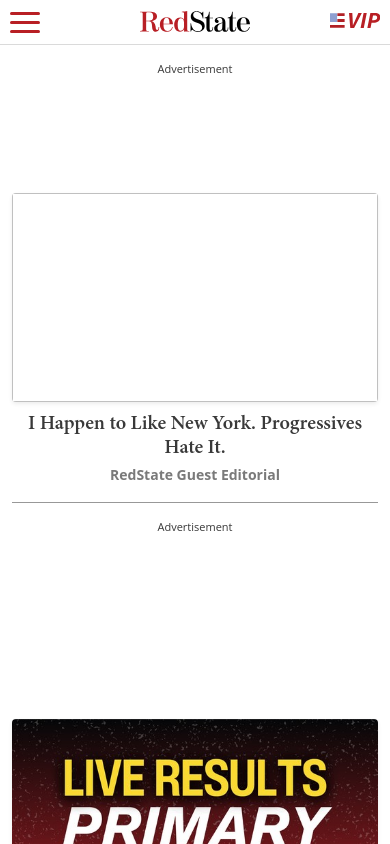 RedState
VIP
Advertisement
I Happen to Like New York. Progressives
Hate It.
RedState Guest Editorial
Advertisement
LIVE RESULTS
PRIMARY